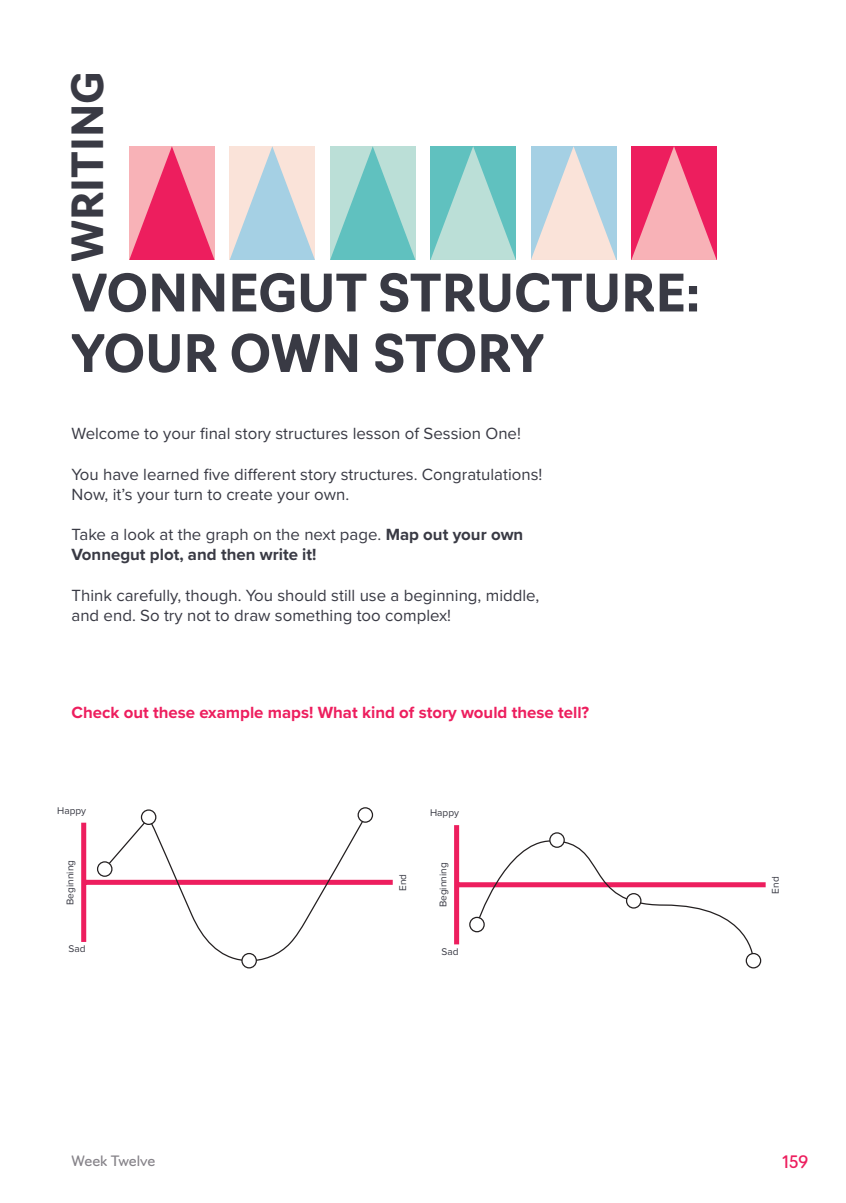 WRITING
VONNEGUT STRUCTURE:
YOUR OWN STORY
Welcome to your final story structures lesson of Session One!
You have learned five different story structures. Congratulations!
Now, it’s your turn to create your own.
Take a look at the graph on the next page. Map out your own
Vonnegut plot, and then write it!
Think carefully, though. You should still use a beginning, middle,
and end. So try not to draw something too complex!
Check out these example maps! What kind of story would these tell?
Happy
Beginning
Sad
End
Happy
Beginning
Sad
End
Week Twelve
159